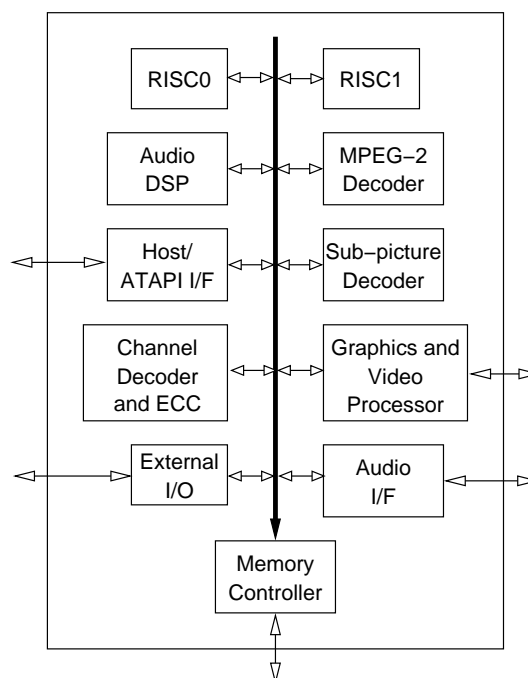 RISC0
RISC1
Audio
DSP
MPEG−2
Decoder
Host/
ATAPI I/F
Sub−picture
Decoder
Channel
Decoder
and ECC
Graphics and
Video
Processor
External
I/O
Audio
I/F
Memory
Controller